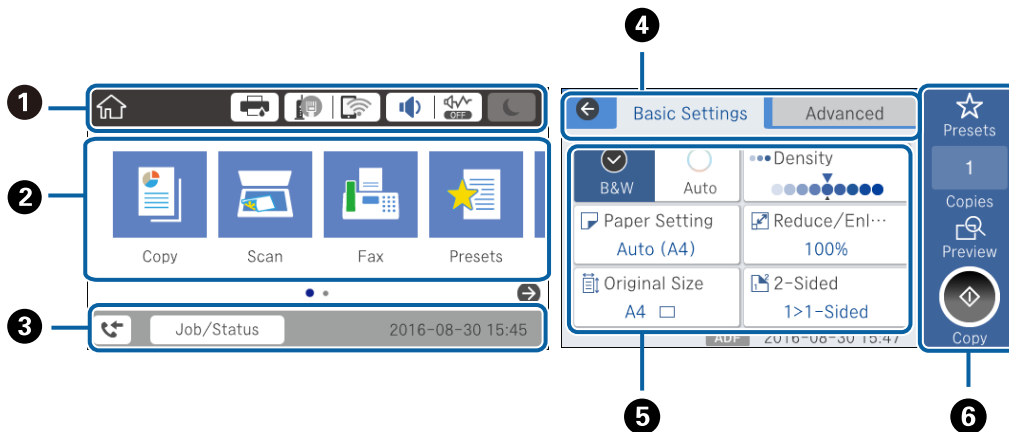 4
1
OFF
Basic Settings
Advanced
Presets
1
Copies
Preview
Copy
2
Copy
Scan
Fax
Presets
B&W
Auto
Density
Paper Setting
Auto (A4)
Reduce/Enl…
100%
Original Size
A4
2-Sided
1>1-Sided
3
Job/Status
2016-08-30 15:45
ADF
2016-08-30 15:47
5
6